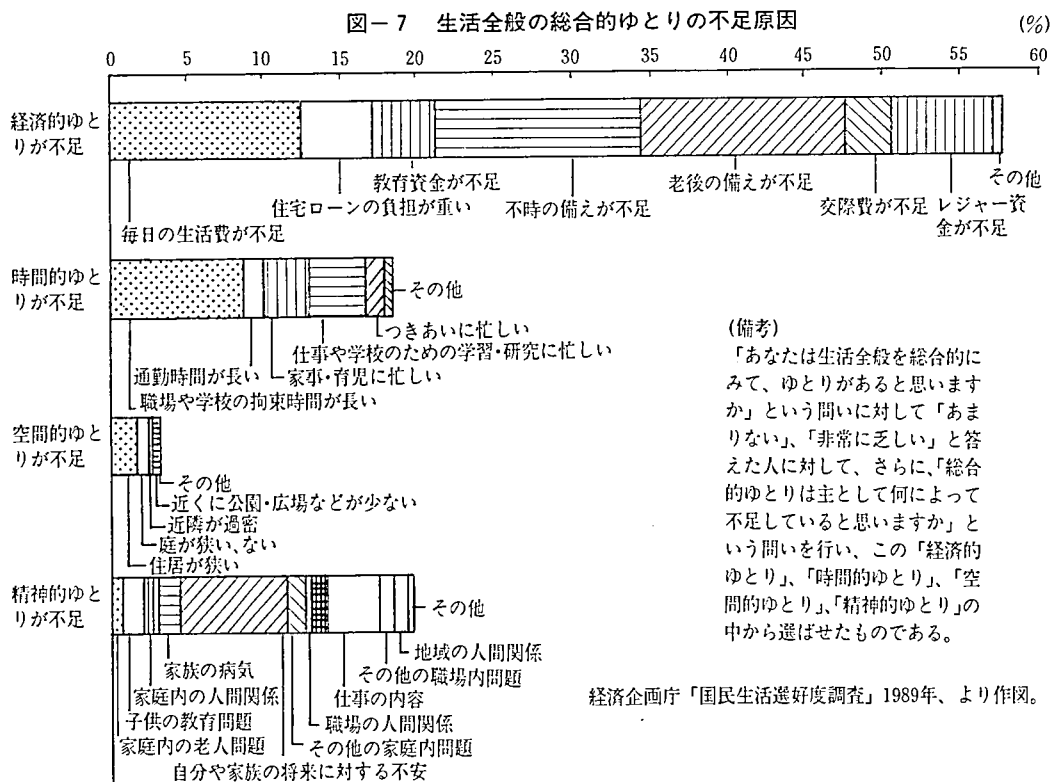 図－7　生活全般の総合的ゆとりの不足原因
(%)
0 5 10 15 20 25 30 35 40 45 50 55 60
経済的ゆと
りが不足
その他
教育資金が不足
老後の備えが不足
住宅ローンの負担が重い
不時の備えが不足
交際費が不足
レジャー資
金が不足
毎日の生活費が不足
時間的ゆと
りが不足
その他
つきあいに忙しい
仕事や学校のための学習・研究に忙しい
通勤時間が長い
家事・育児に忙しい
職場や学校の拘束時間が長い
空間的ゆと
りが不足
その他
近くに公園・広場などが少ない
近隣が過密
庭が狭い、ない
住居が狭い
精神的ゆと
りが不足
その他
地域の人間関係
家族の病気
その他の職場内問題
家庭内の人間関係
仕事の内容
子供の教育問題
職場の人間関係
家庭内の老人問題
その他の家庭内問題
自分や家族の将来に対する不安
(備考)
「あなたは生活全般を総合的に
みて、ゆとりがあると思います
か」という問いに対して「あま
りない」、「非常に乏しい」と答
えた人に対して、さらに、「総合
的ゆとりは主として何によって
不足していると思いますか」と
いう問いを行い、この「経済的
ゆとり」、「時間的ゆとり」、「空
間的ゆとり」、「精神的ゆとり」の
中から選ばせたものである。
経済企画庁「国民生活選好度調査」1989年、より作図。